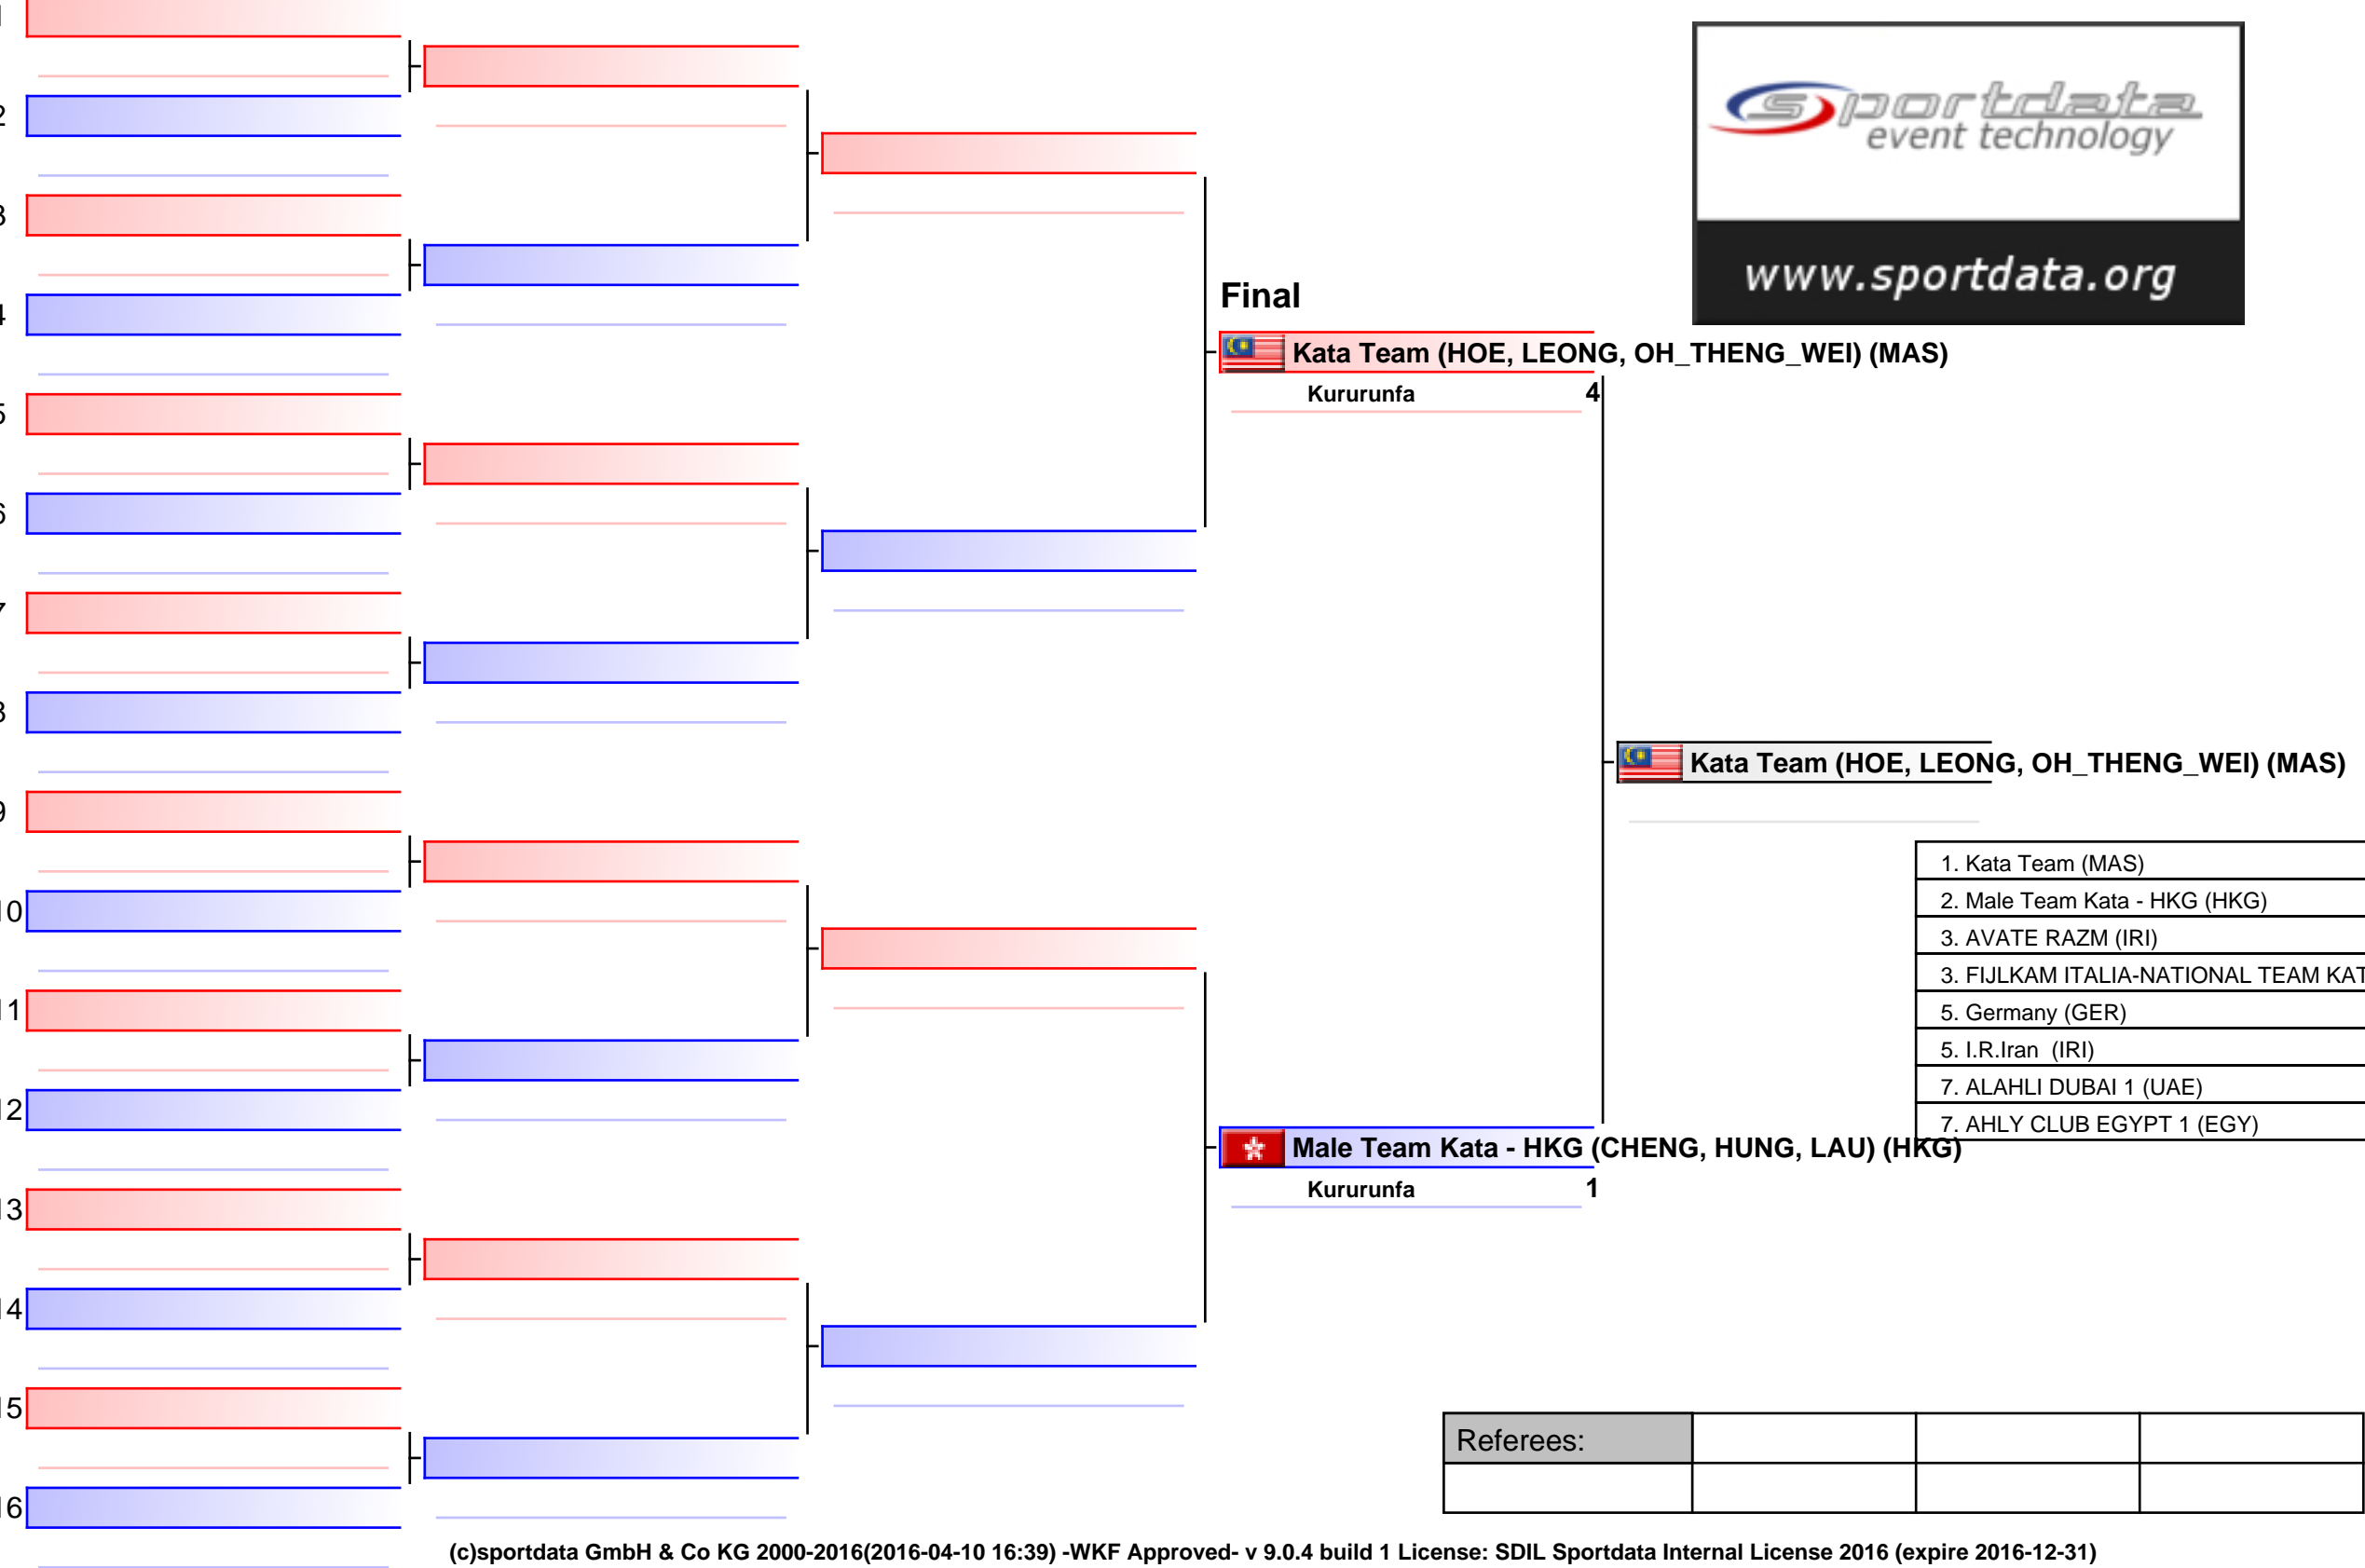 1
2
3
4
5
6
7
8
9
10
11
12
13
14
15
16
sportdata
event technology
www.sportdata.org
Final
Kata Team (HOE, LEONG, OH_THENG_WEI) (MAS)
Kururunfa 4
Kata Team (HOE, LEONG, OH_THENG_WEI) (MAS)
1. Kata Team (MAS)
2. Male Team Kata - HKG (HKG)
3. AVATE RAZM (IRI)
3. FIJLKAM ITALIA-NATIONAL TEAM KAT
5. Germany (GER)
5. I.R.Iran (IRI)
7. ALAHLI DUBAI 1 (UAE)
7. AHLY CLUB EGYPT 1 (EGY)
Male Team Kata - HKG (CHENG, HUNG, LAU) (HKG)
Kururunfa 1
Referees:
(c)sportdata GmbH & Co KG 2000-2016(2016-04-10 16:39) -WKF Approved- v 9.0.4 build 1 License: SDIL Sportdata Internal License 2016 (expire 2016-12-31)